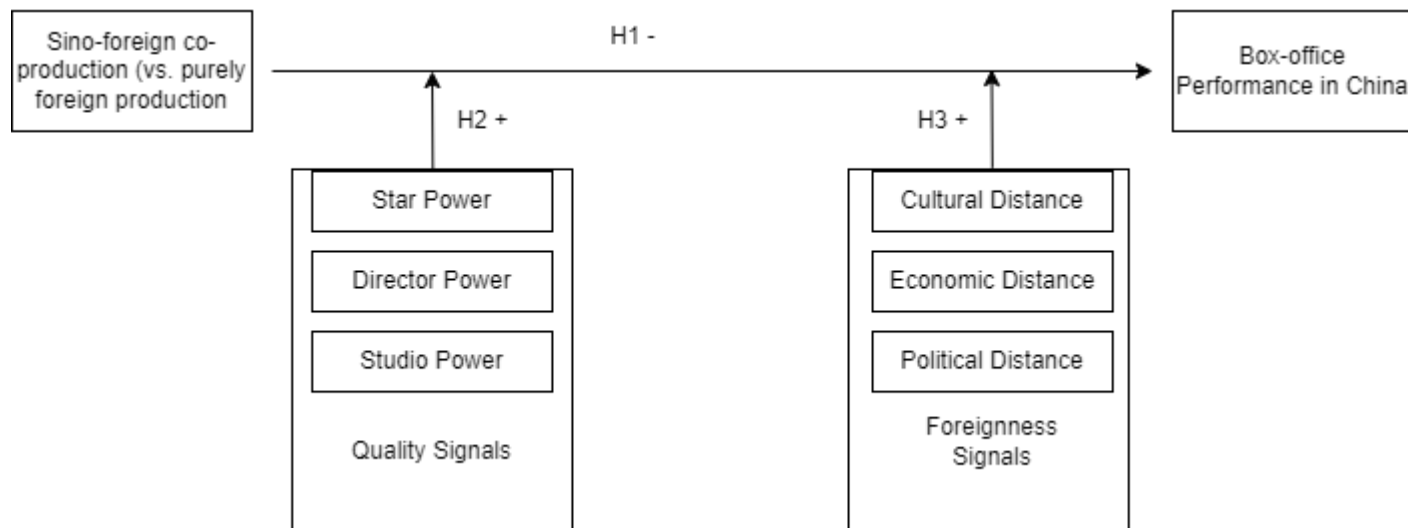 Sino-foreign co-
production (vs. purely
foreign production
H1 -
Box-office
Performance in China
H2 +
H3 +
Star Power
Director Power
Studio Power
Quality Signals
Cultural Distance
Economic Distance
Political Distance
Foreignness
Signals